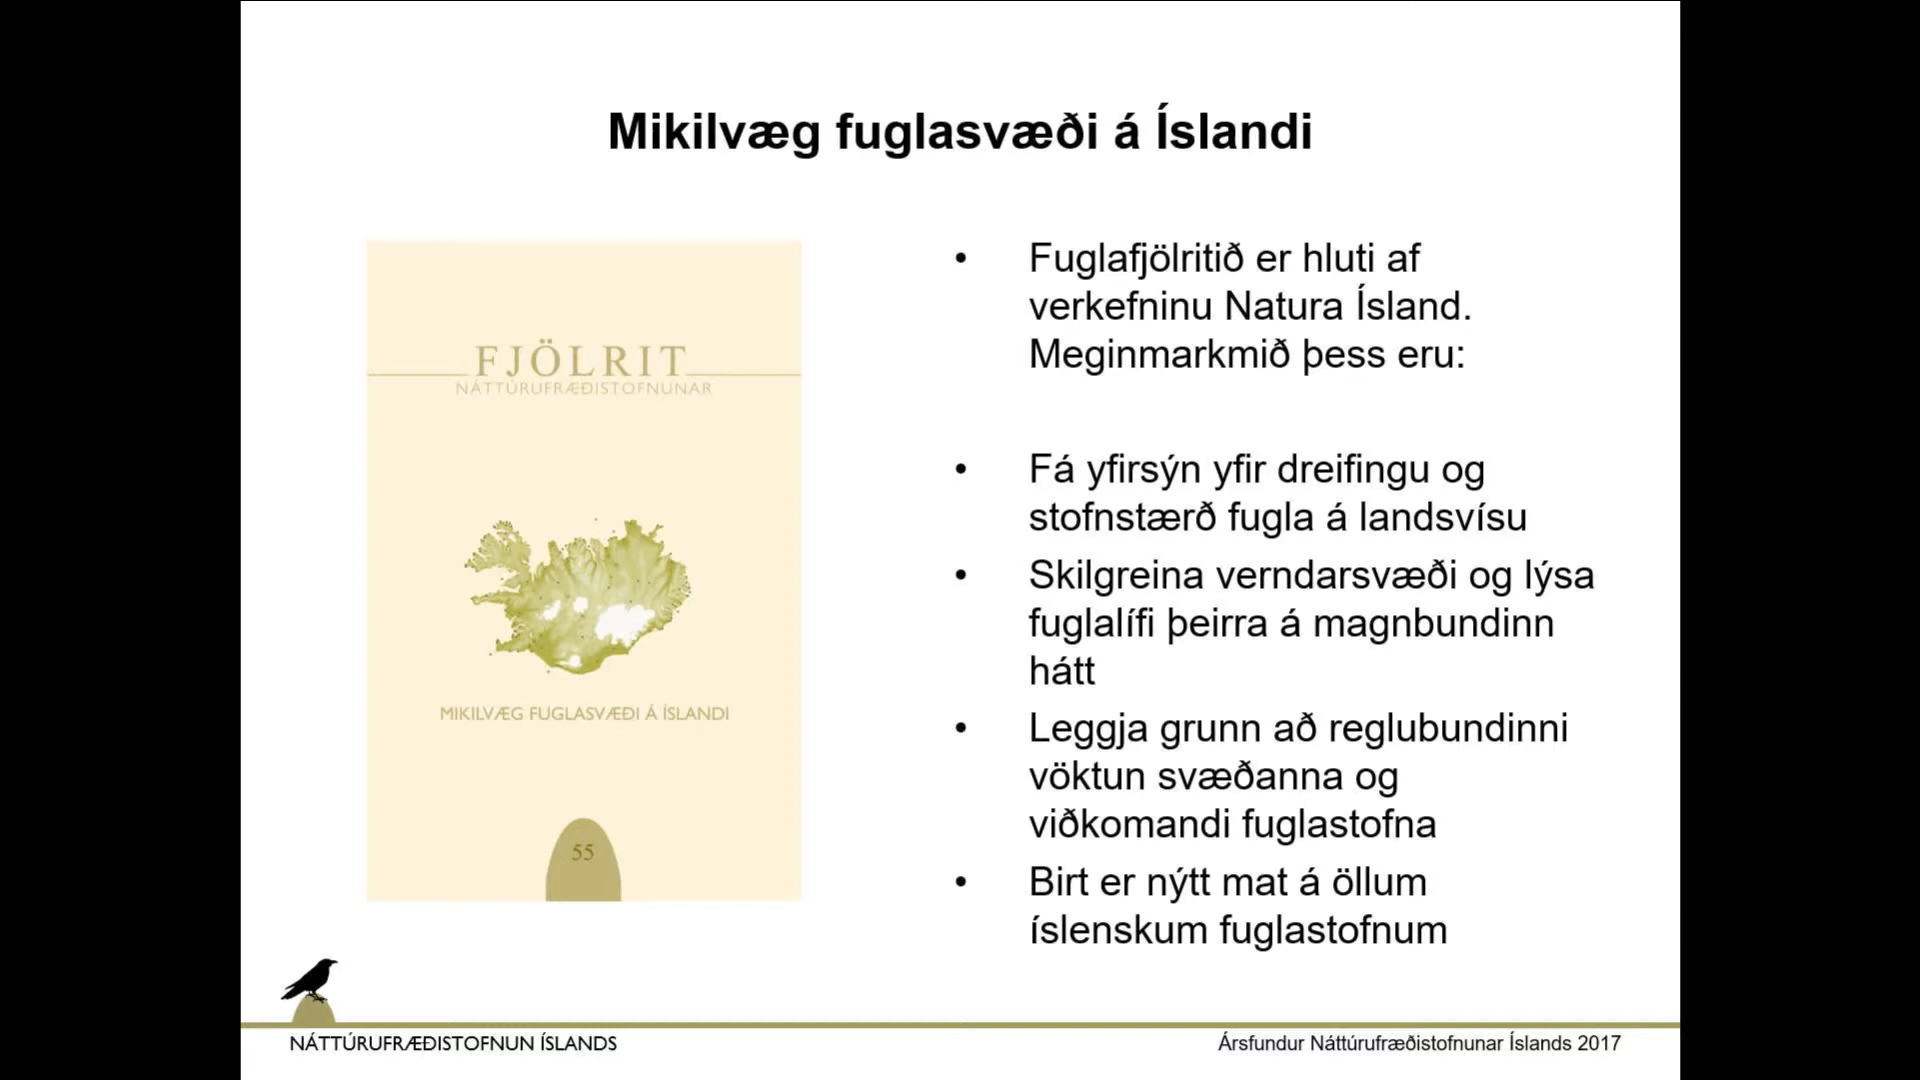 Mikilvæg fuglasvæði á Íslandi
FJÖLRIT
NÁTTÚRUFRÆÐISTOFNUNAR
MIKILVÆG FUGLASVÆÐI Á ÍSLANDI
55
• Fuglafjölritið er hluti af
verkefninu Natura Ísland.
Meginmarkmið þess eru:
• Fá yfirsýn yfir dreifingu og
stofnstærð fugla á landsvísu
• Skilgreina verndarsvæði og lýsa
fuglalífi þeirra á magnbundinn
hátt
• Leggja grunn að reglubundinni
vöktun svæðanna og
viðkomandi fuglastofna
• Birt er nýtt mat á öllum
íslenskum fuglastofnum
NÁTTÚRUFRÆÐISTOFNUN ÍSLANDS
Ársfundur Náttúrufræðistofnunar Íslands 2017